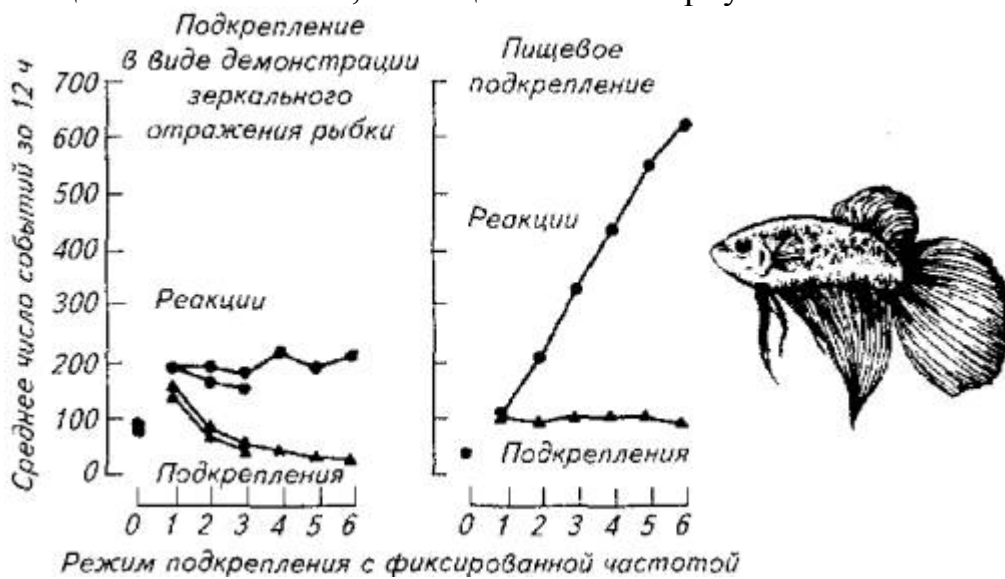 Подкрепление
в виде демонстрации
зеркального
отражения рыбки
Пищевое
подкрепление
Среднее число событий за 12 ч
700
600
500
400
300
200
100
0
Реакции
Подкрепления
Реакции
Подкрепления
0 1 2 3 4 5 6
0 1 2 3 4 5 6
Режим подкрепления с фиксированной частотой